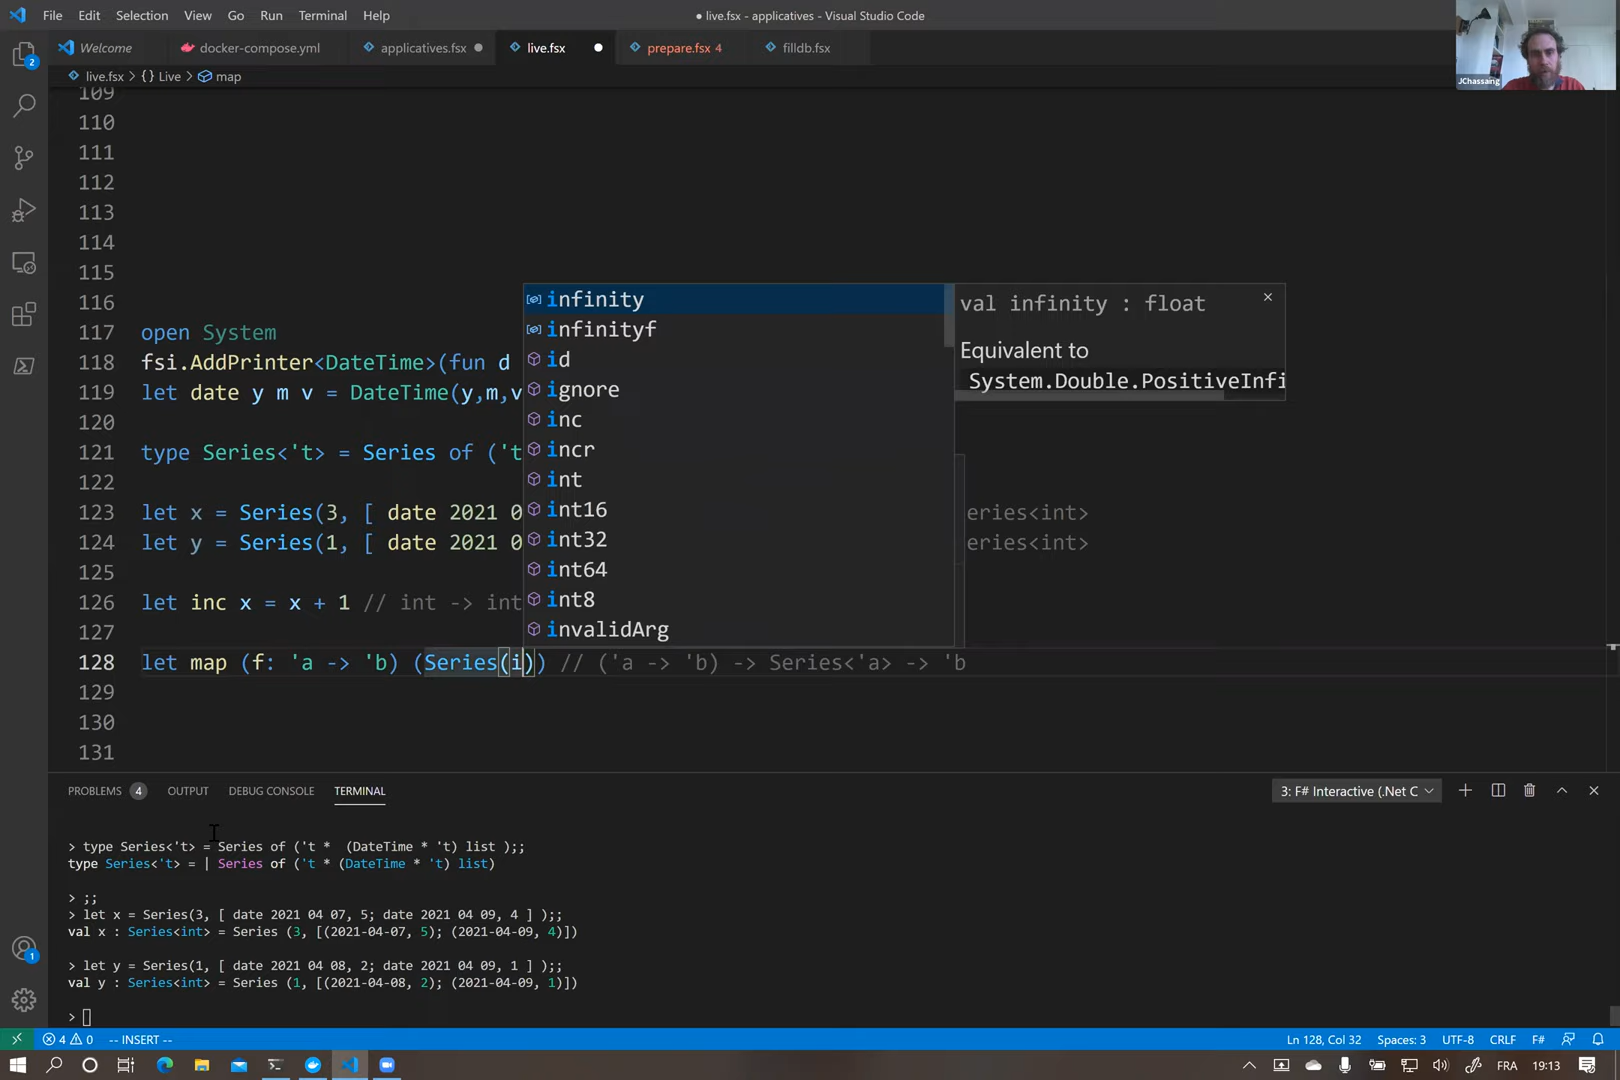 File Edit Selection View Go Run Terminal Help
● live.fsx - applicatives - Visual Studio Code
JChassaing
Welcome
docker-compose.yml
applicatives.fsx
live.fsx
prepare.fsx 4
filldb.fsx
live.fsx > {} Live > map
2
109
110
111
112
113
114
115
116
117 open System
118 fsi.AddPrinter<DateTime>(fun d
119 let date y m v = DateTime(y,m,v
120
121 type Series<'t> = Series of ('t
122
123 let x = Series(3, [ date 2021 0 eries<int>
124 let y = Series(1, [ date 2021 0 eries<int>
125
126 let inc x = x + 1 // int -> int
127
128 let map (f: 'a -> 'b) (Series(i)) // ('a -> 'b) -> Series<'a> -> 'b
129
130
131
infinity
infinityf
id
ignore
inc
incr
int
int16
int32
int64
int8
invalidArg
val infinity : float
Equivalent to
System.Double.PositiveInfi
PROBLEMS 4 OUTPUT DEBUG CONSOLE TERMINAL
3: F# Interactive (.Net C
> type Series<'t> = Series of ('t *  (DateTime * 't) list );;
type Series<'t> = | Series of ('t * (DateTime * 't) list)
> ;;
> let x = Series(3, [ date 2021 04 07, 5; date 2021 04 09, 4 ] );;
val x : Series<int> = Series (3, [(2021-04-07, 5); (2021-04-09, 4)])
> let y = Series(1, [ date 2021 04 08, 2; date 2021 04 09, 1 ] );;
val y : Series<int> = Series (1, [(2021-04-08, 2); (2021-04-09, 1)])
>
1
4 0 -- INSERT --
Ln 128, Col 32 Spaces: 3 UTF-8 CRLF F#
FRA 19:13